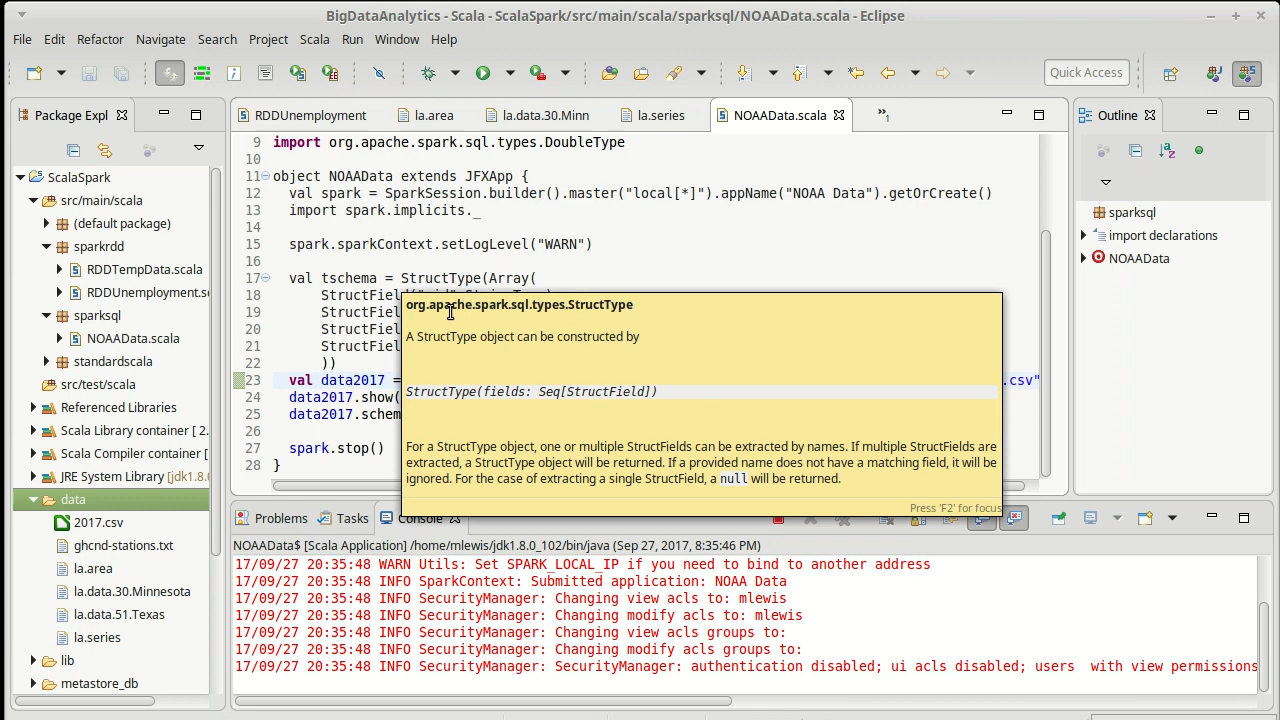 BigDataAnalytics - Scala - ScalaSpark/src/main/scala/sparksql/NOAAData.scala - Eclipse
File Edit Refactor Navigate Search Project Scala Run Window Help
Quick Access
Package Expl
ScalaSpark
src/main/scala
(default package)
sparkrdd
RDDTempData.scala
RDDUnemployment.sc
sparksql
NOAAData.scala
standardscala
src/test/scala
Referenced Libraries
Scala Library container [ 2.
Scala Compiler container [
JRE System Library [jdk1.8.0
data
2017.csv
ghcnd-stations.txt
la.area
la.data.30.Minnesota
la.data.51.Texas
la.series
lib
metastore_db
RDDUnemployment la.area la.data.30.Minn la.series NOAAData.scala »1
9 import org.apache.spark.sql.types.DoubleType
10
11 object NOAAData extends JFXApp {
12 val spark = SparkSession.builder().master("local[*]").appName("NOAA Data").getOrCreate()
13 import spark.implicits._
14
15 spark.sparkContext.setLogLevel("WARN")
16
17 val tschema = StructType(Array(
18 StructFiel
19 StructFiel
20 StructFiel
21 StructFiel
22 ))
23 val data2017 = .csv"
24 data2017.show(
25 data2017.schem
26
27 spark.stop()
28 }
org.apache.spark.sql.types.StructType
A StructType object can be constructed by
StructType(fields: Seq[StructField])
For a StructType object, one or multiple StructFields can be extracted by names. If multiple StructFields are
extracted, a StructType object will be returned. If a provided name does not have a matching field, it will be
ignored. For the case of extracting a single StructField, a null will be returned.
Press 'F2' for focus
Outline
sparksql
import declarations
NOAAData
Problems Tasks Console
NOAAData$ [Scala Application] /home/mlewis/jdk1.8.0_102/bin/java (Sep 27, 2017, 8:35:46 PM)
17/09/27 20:35:48 WARN Utils: Set SPARK_LOCAL_IP if you need to bind to another address
17/09/27 20:35:48 INFO SparkContext: Submitted application: NOAA Data
17/09/27 20:35:48 INFO SecurityManager: Changing view acls to: mlewis
17/09/27 20:35:48 INFO SecurityManager: Changing modify acls to: mlewis
17/09/27 20:35:48 INFO SecurityManager: Changing view acls groups to:
17/09/27 20:35:48 INFO SecurityManager: Changing modify acls groups to:
17/09/27 20:35:48 INFO SecurityManager: SecurityManager: authentication disabled; ui acls disabled; users  with view permissions